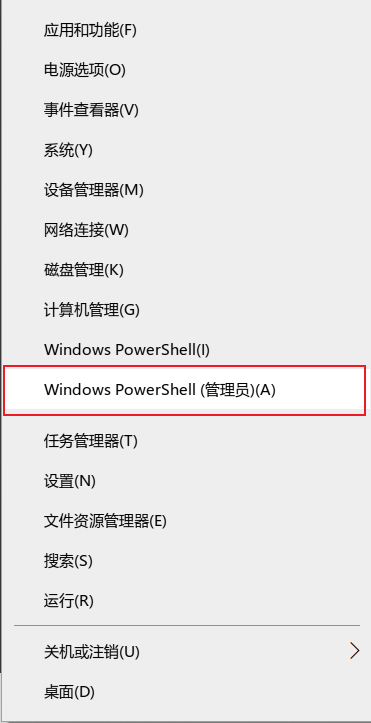 应用和功能(F)
电源选项(O)
事件查看器(V)
系统(Y)
设备管理器(M)
网络连接(W)
磁盘管理(K)
计算机管理(G)
Windows PowerShell(I)
Windows PowerShell (管理员)(A)
任务管理器(T)
设置(N)
文件资源管理器(E)
搜索(S)
运行(R)
关机或注销(U)
桌面(D)